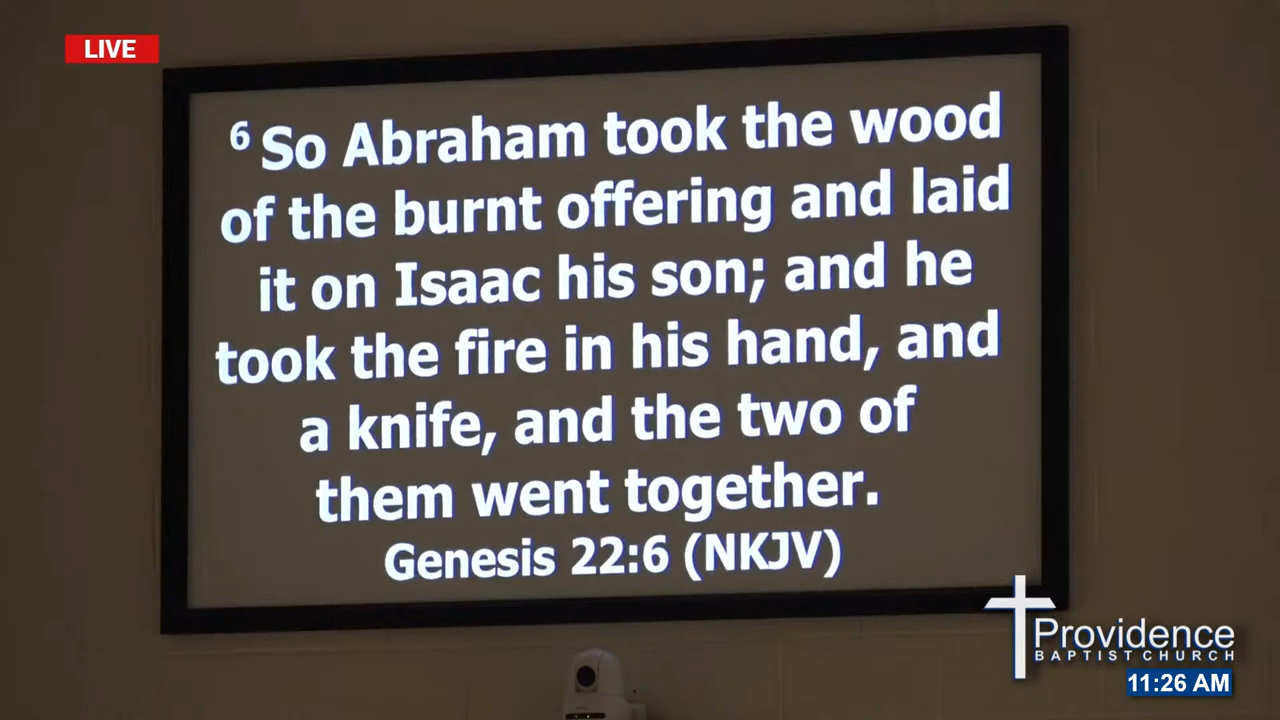 LIVE
6 So Abraham took the wood
of the burnt offering and laid
it on Isaac his son; and he
took the fire in his hand, and
a knife, and the two of
them went together.
Genesis 22:6 (NKJV)
Providence
BAPTIST CHURCH
11:26 AM